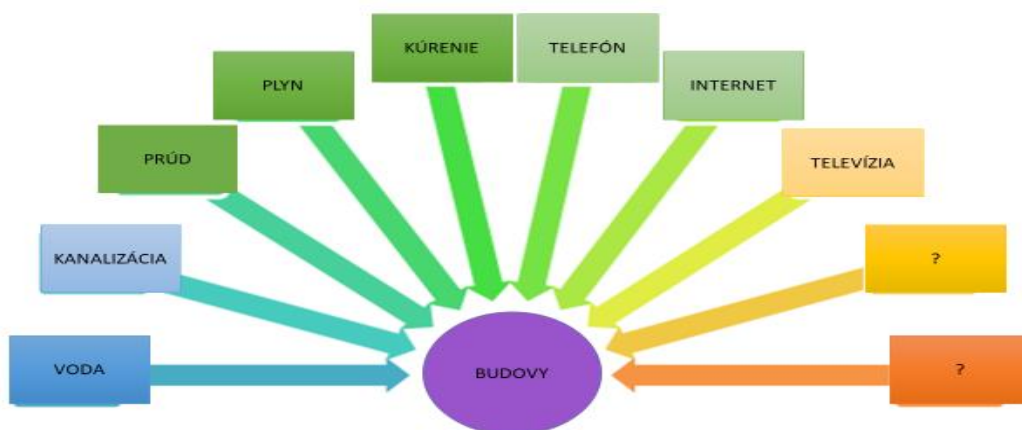 KÚRENIE
TELEFÓN
PLYN
INTERNET
PRÚD
TELEVÍZIA
KANALIZÁCIA
?
VODA
BUDOVY
?